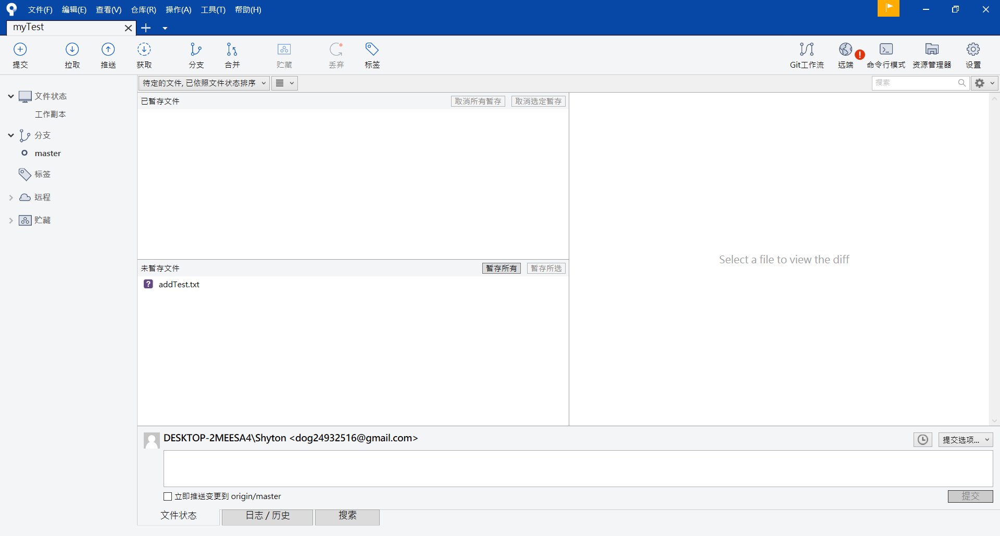 文件(F) 编辑(E) 查看(V) 仓库(R) 操作(A) 工具(T) 帮助(H)
myTest
提交 拉取 推送 获取 分支 合并 贮藏 丢弃 标签 Git工作流 远端 命令行模式 资源管理器 设置
待定的文件, 已依照文件状态排序
搜索
文件状态
工作副本
分支
master
标签
远程
贮藏
已暂存文件 取消所有暂存 取消选定暂存
Select a file to view the diff
未暂存文件 暂存所有 暂存所选
? addTest.txt
DESKTOP-2MEESA4\Shyton <dog24932516@gmail.com>
提交选项...
立即推送变更到 origin/master
提交
文件状态 日志 / 历史 搜索